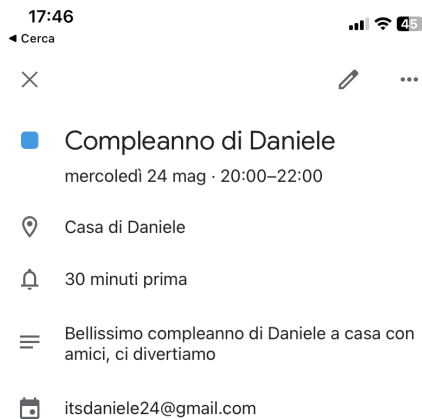 17:46
45
Cerca
Compleanno di Daniele
mercoledì 24 mag · 20:00–22:00
Casa di Daniele
30 minuti prima
Bellissimo compleanno di Daniele a casa con
amici, ci divertiamo
itsdaniele24@gmail.com